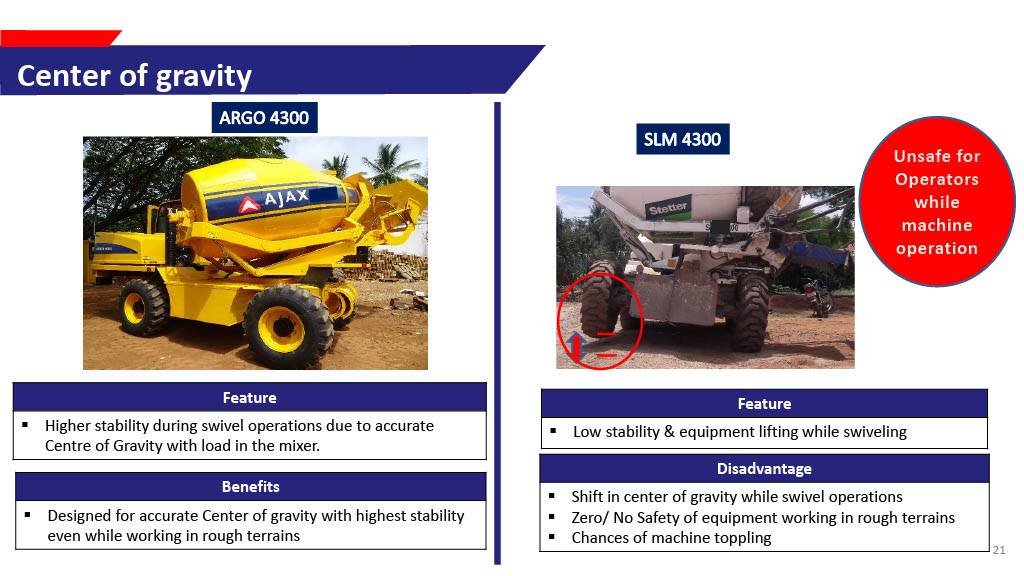 Center of gravity
ARGO 4300
AJAX
Feature
▪ Higher stability during swivel operations due to accurate
Centre of Gravity with load in the mixer.
Benefits
▪ Designed for accurate Center of gravity with highest stability
even while working in rough terrains
SLM 4300
Stetter
Unsafe for
Operators
while
machine
operation
Feature
▪ Low stability & equipment lifting while swiveling
Disadvantage
▪ Shift in center of gravity while swivel operations
▪ Zero/ No Safety of equipment working in rough terrains
▪ Chances of machine toppling
21